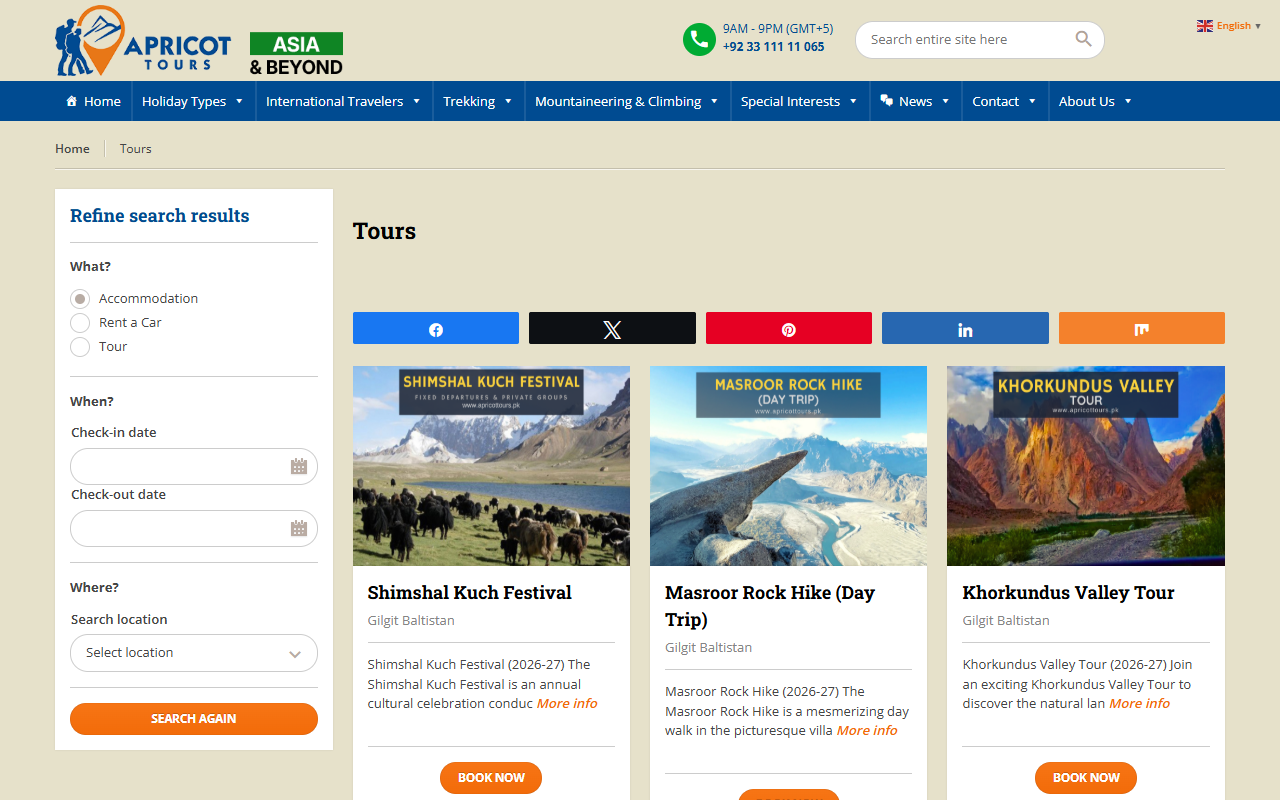 APRICOT
TOURS
ASIA
& BEYOND
9AM - 9PM (GMT+5)
+92 33 111 11 065
Search entire site here
English
Home
Holiday Types
International Travelers
Trekking
Mountaineering & Climbing
Special Interests
News
Contact
About Us
Home
Tours
Refine search results
What?
Accommodation
Rent a Car
Tour
When?
Check-in date
Check-out date
Where?
Search location
Select location
SEARCH AGAIN
Tours
SHIMSHAL KUCH FESTIVAL
FIXED DEPARTURES & PRIVATE GROUPS
www.apricottours.pk
Shimshal Kuch Festival
Gilgit Baltistan
Shimshal Kuch Festival (2026-27) The
Shimshal Kuch Festival is an annual
cultural celebration conduc More info
BOOK NOW
MASROOR ROCK HIKE
(DAY TRIP)
www.apricottours.pk
Masroor Rock Hike (Day
Trip)
Gilgit Baltistan
Masroor Rock Hike (2026-27) The
Masroor Rock Hike is a mesmerizing day
walk in the picturesque villa More info
KHORKUNDUS VALLEY
TOUR
www.apricottours.pk
Khorkundus Valley Tour
Gilgit Baltistan
Khorkundus Valley Tour (2026-27) Join
an exciting Khorkundus Valley Tour to
discover the natural lan More info
BOOK NOW